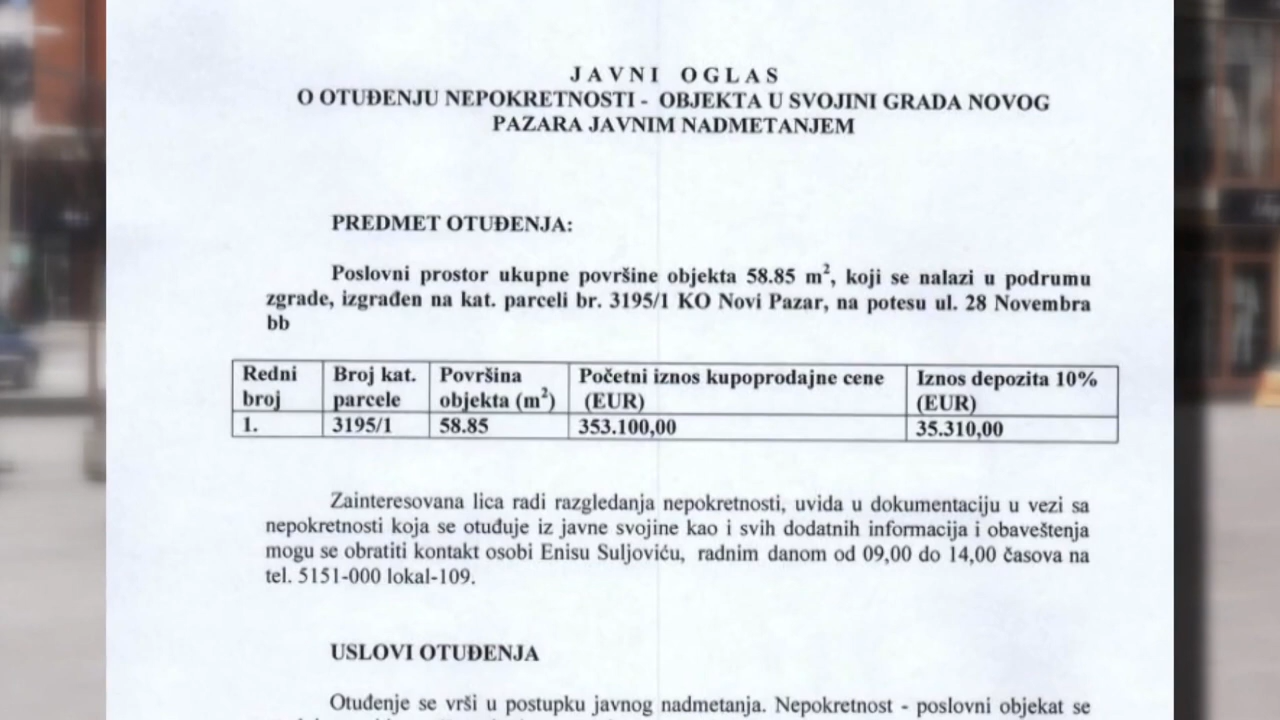 JAVNI OGLAS
O OTUĐENJU NEPOKRETNOSTI - OBJEKTA U SVOJINI GRADA NOVOG
PAZARA JAVNIM NADMETANJEM
PREDMET OTUĐENJA:
Poslovni prostor ukupne površine objekta 58.85 m², koji se nalazi u podrumu
zgrade, izgrađen na kat. parceli br. 3195/1 KO Novi Pazar, na potesu ul. 28 Novembra
bb
Redni broj | Broj kat. parcele | Površina objekta (m²) | Početni iznos kupoprodajne cene (EUR) | Iznos depozita 10% (EUR)
1. | 3195/1 | 58.85 | 353.100,00 | 35.310,00
Zainteresovana lica radi razgledanja nepokretnosti, uvida u dokumentaciju u vezi sa
nepokretnosti koja se otuđuje iz javne svojine kao i svih dodatnih informacija i obaveštenja
mogu se obratiti kontakt osobi Enisu Suljoviću, radnim danom od 09,00 do 14,00 časova na
tel. 5151-000 lokal-109.
USLOVI OTUĐENJA
Otuđenje se vrši u postupku javnog nadmetanja. Nepokretnost - poslovni objekat se